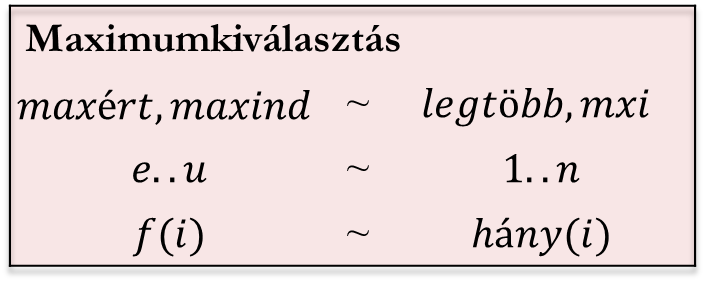 Maximumkiválasztás
maxért, maxind ~ legtöbb, mxi
e..u ~ 1..n
f(i) ~ hány(i)